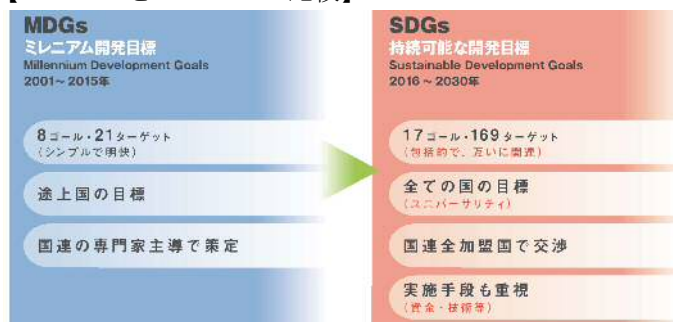 MDGs
ミレニアム開発目標
Millennium Development Goals
2001～2015年
8ゴール・21ターゲット
（シンプルで明快）
途上国の目標
国連の専門家主導で策定
SDGs
持続可能な開発目標
Sustainable Development Goals
2016～2030年
17ゴール・169ターゲット
（包括的で、互いに関連）
全ての国の目標
（ユニバーサリティ）
国連全加盟国で交渉
実施手段も重視
（資金・技術等）